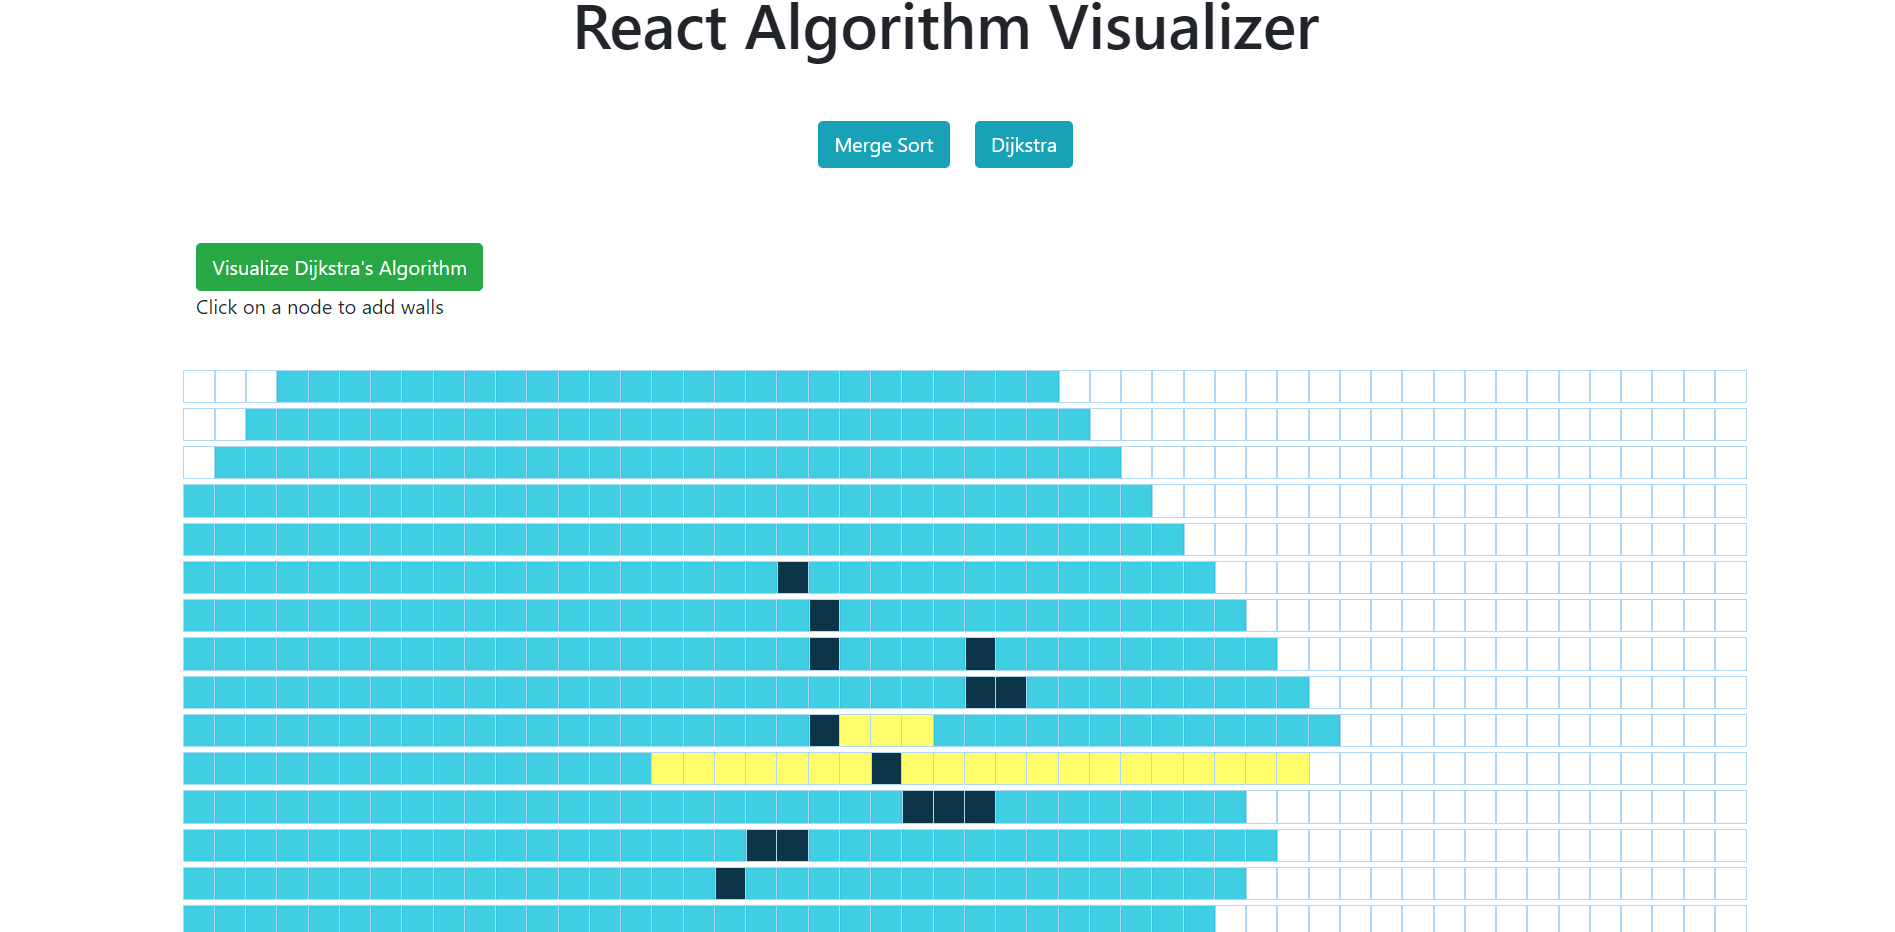 React Algorithm Visualizer
Merge Sort Dijkstra
Visualize Dijkstra's Algorithm
Click on a node to add walls